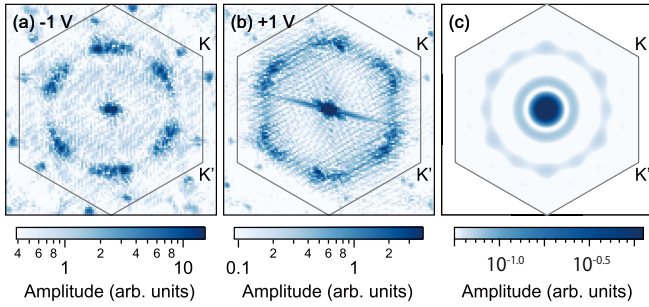 (a) -1 V
K
K'
(b) +1 V
K
K'
(c)
K
K'
4 6 8 1 2 4 6 8 10
Amplitude (arb. units)
0.1 2 4 6 8 1 2
Amplitude (arb. units)
10^-1.0 10^-0.5
Amplitude (arb. units)